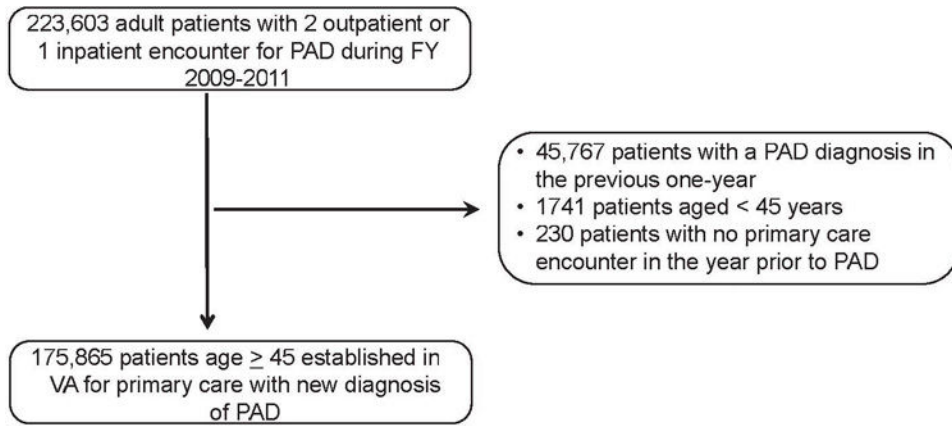 223,603 adult patients with 2 outpatient or
1 inpatient encounter for PAD during FY
2009-2011
• 45,767 patients with a PAD diagnosis in
the previous one-year
• 1741 patients aged < 45 years
• 230 patients with no primary care
encounter in the year prior to PAD
175,865 patients age ≥ 45 established in
VA for primary care with new diagnosis
of PAD